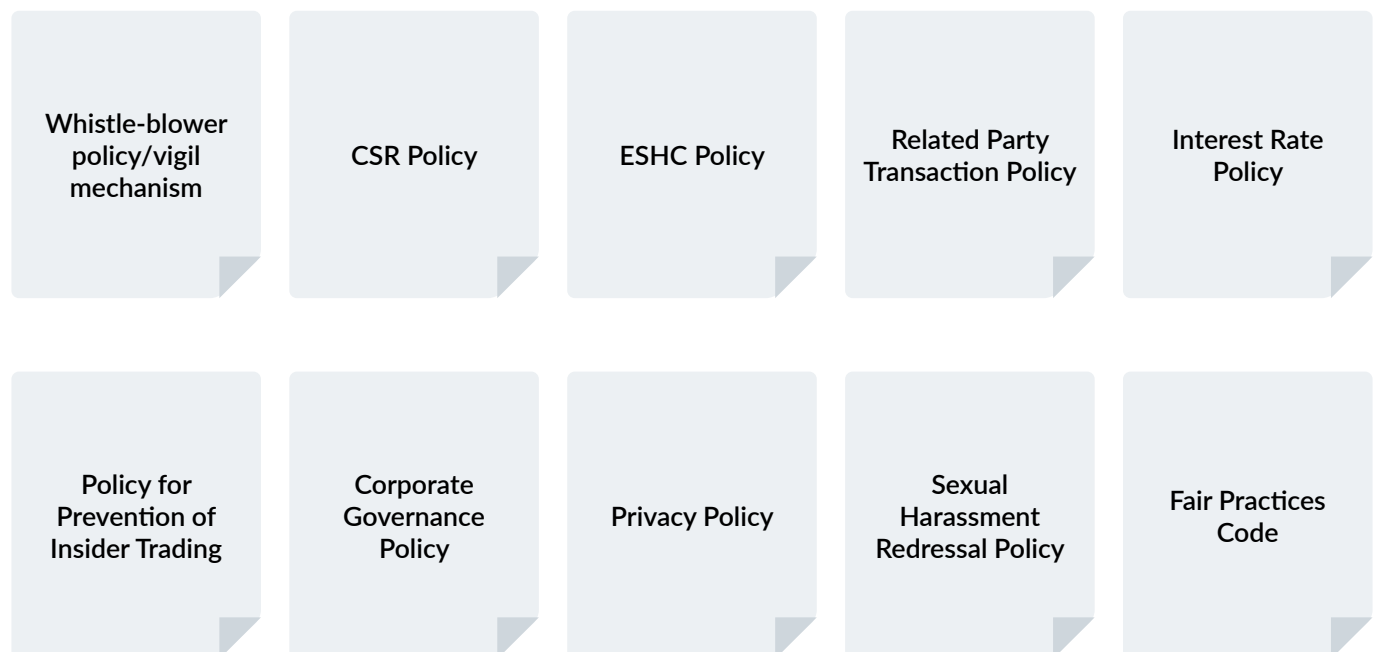 Whistle-blower
policy/vigil
mechanism
CSR Policy
ESHC Policy
Related Party
Transaction Policy
Interest Rate
Policy
Policy for
Prevention of
Insider Trading
Corporate
Governance
Policy
Privacy Policy
Sexual
Harassment
Redressal Policy
Fair Practices
Code